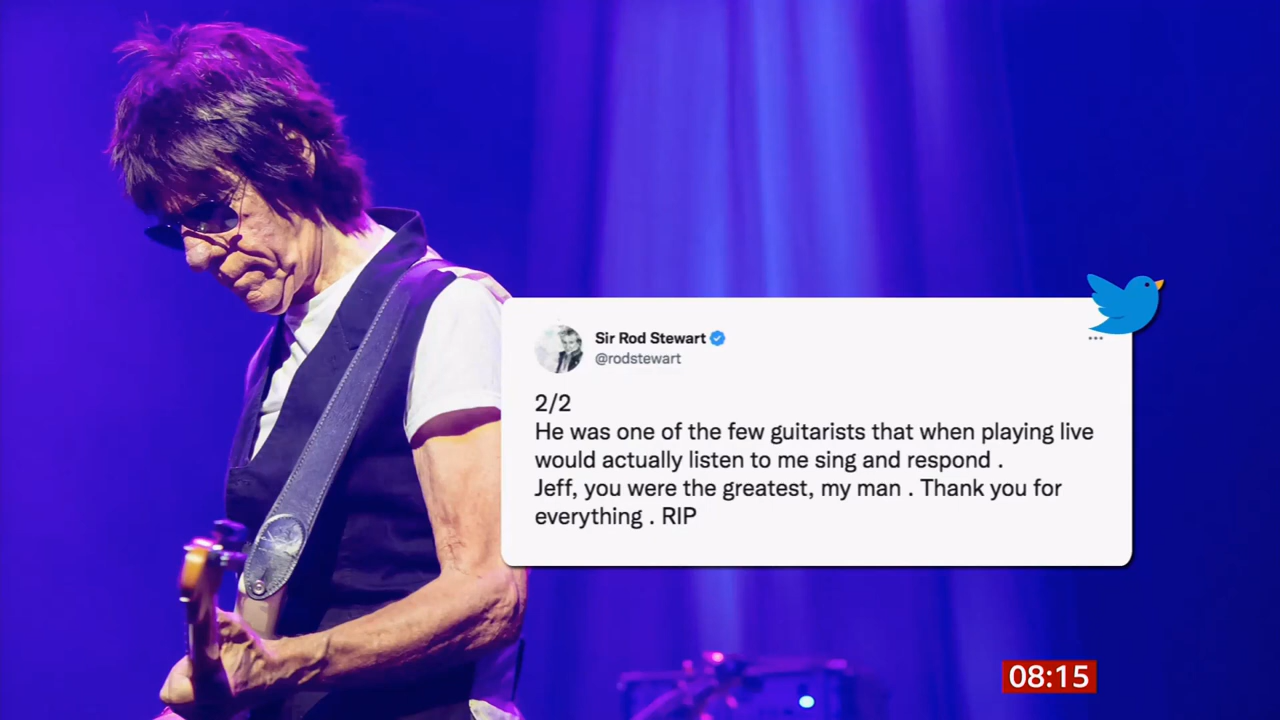 Sir Rod Stewart
@rodstewart
2/2
He was one of the few guitarists that when playing live
would actually listen to me sing and respond .
Jeff, you were the greatest, my man . Thank you for
everything . RIP
08:15